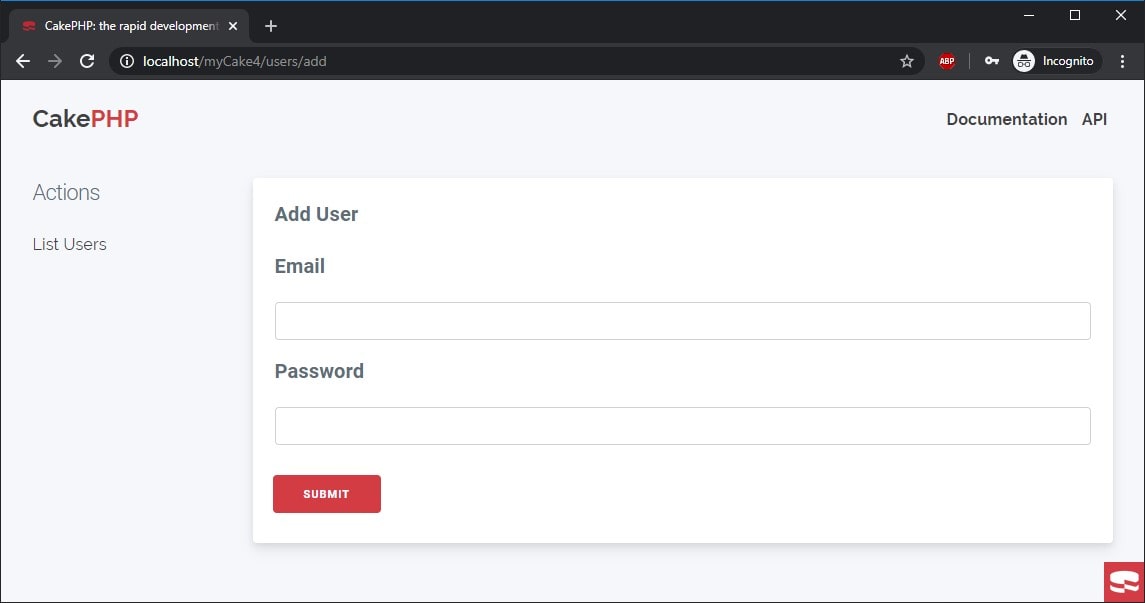 CakePHP: the rapid development
localhost/myCake4/users/add
ABP
Incognito
CakePHP
Documentation API
Actions
List Users
Add User
Email
Password
SUBMIT